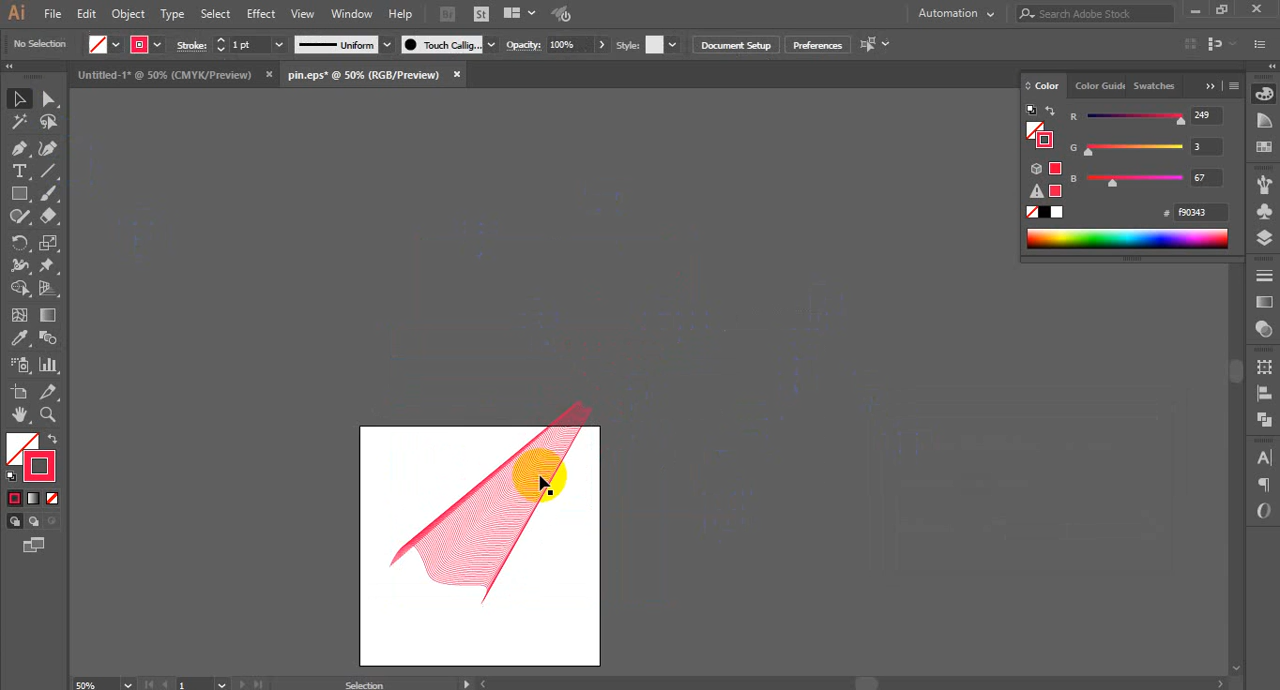 Ai File Edit Object Type Select Effect View Window Help Br St Automation Search Adobe Stock
No Selection Stroke: 1 pt Uniform Touch Callig... Opacity: 100% Style: Document Setup Preferences
Untitled-1* @ 50% (CMYK/Preview) × pin.eps* @ 50% (RGB/Preview) ×
Color Color Guide Swatches
R 249
G 3
B 67
# f90343
50% 1 Selection